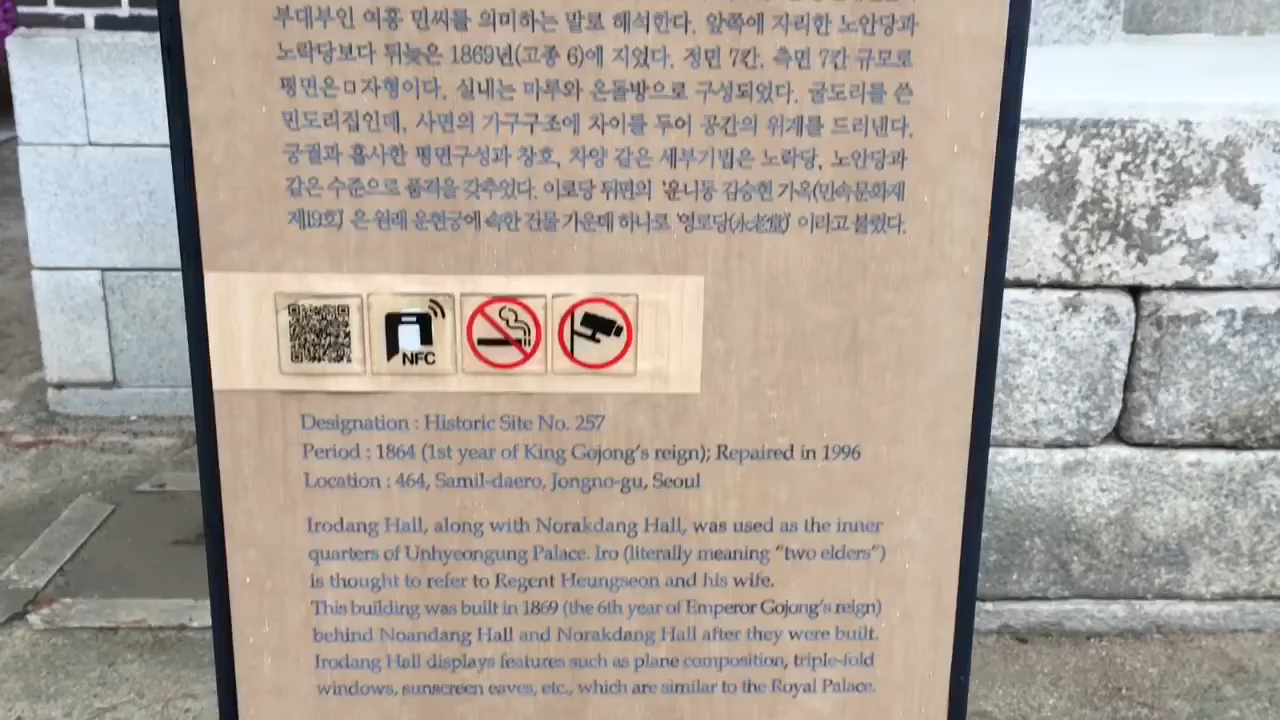 부대부인 여흥 민씨를 의미하는 말로 해석한다. 앞쪽에 자리한 노안당과
노락당보다 뒤늦은 1869년(고종 6)에 지었다. 정면 7칸, 측면 7칸 규모로
평면은 ㅁ자형이다. 실내는 마루와 온돌방으로 구성되었다. 굴도리를 쓴
민도리집인데, 사면의 가구구조에 차이를 두어 공간의 위계를 드러낸다.
궁궐과 흡사한 평면구성과 창호, 차양 같은 세부기법은 노락당, 노안당과
같은 수준으로 품격을 갖추었다. 이로당 뒤편의 '운니동 김승현 가옥(민속문화재
제19호)' 은 원래 운현궁에 속한 건물 가운데 하나로 '영로당(永老堂)' 이라고 불렀다.
NFC
Designation : Historic Site No. 257
Period : 1864 (1st year of King Gojong's reign); Repaired in 1996
Location : 464, Samil-daero, Jongno-gu, Seoul
Irodang Hall, along with Norakdang Hall, was used as the inner
quarters of Unhyeongung Palace. Iro (literally meaning "two elders")
is thought to refer to Regent Heungseon and his wife.
This building was built in 1869 (the 6th year of Emperor Gojong's reign)
behind Noandang Hall and Norakdang Hall after they were built.
Irodang Hall displays features such as plane composition, triple-fold
windows, sunscreen eaves, etc., which are similar to the Royal Palace.